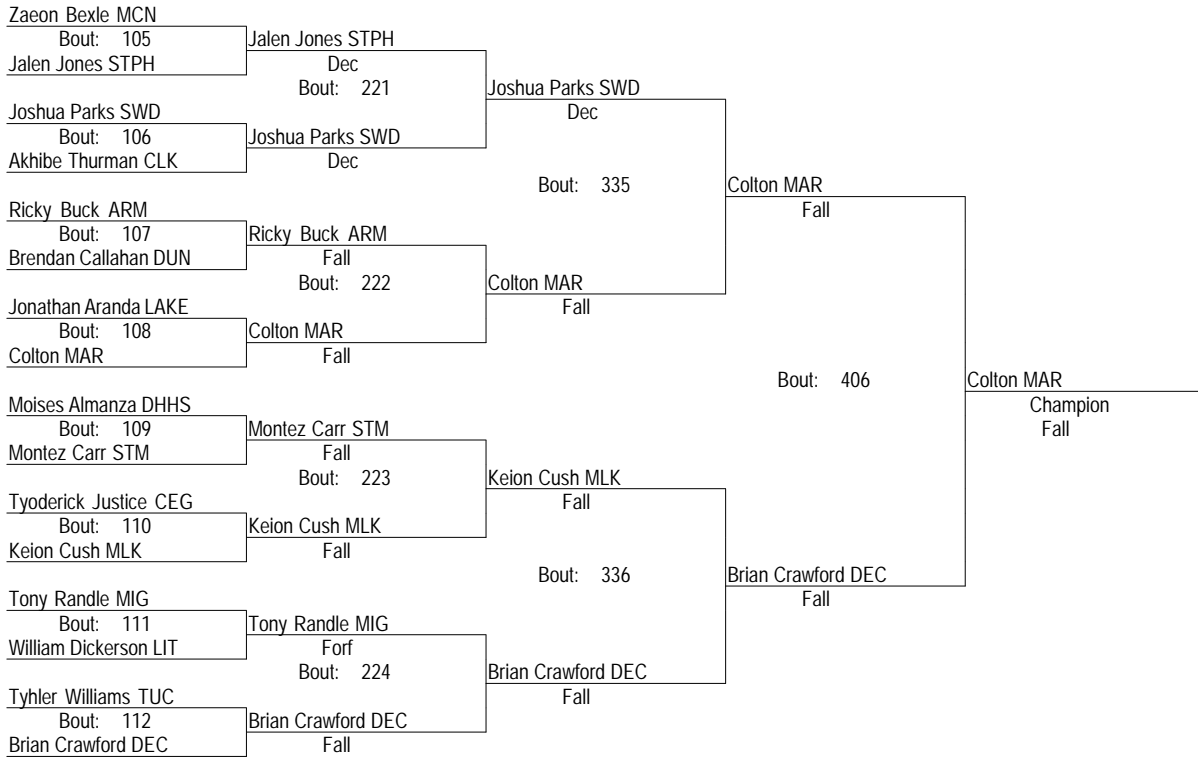 Zaeon Bexle MCN
Bout: 105
Jalen Jones STPH
Jalen Jones STPH
Dec
Bout: 221
Joshua Parks SWD
Dec
Joshua Parks SWD
Bout: 106
Joshua Parks SWD
Akhibe Thurman CLK
Dec
Bout: 335
Colton MAR
Fall
Ricky Buck ARM
Bout: 107
Ricky Buck ARM
Brendan Callahan DUN
Fall
Bout: 222
Colton MAR
Fall
Jonathan Aranda LAKE
Bout: 108
Colton MAR
Colton MAR
Fall
Bout: 406
Colton MAR
Champion
Fall
Moises Almanza DHHS
Bout: 109
Montez Carr STM
Montez Carr STM
Fall
Bout: 223
Keion Cush MLK
Fall
Tyoderick Justice CEG
Bout: 110
Keion Cush MLK
Keion Cush MLK
Fall
Bout: 336
Brian Crawford DEC
Fall
Tony Randle MIG
Bout: 111
Tony Randle MIG
William Dickerson LIT
Forf
Bout: 224
Brian Crawford DEC
Fall
Tyhler Williams TUC
Bout: 112
Brian Crawford DEC
Brian Crawford DEC
Fall